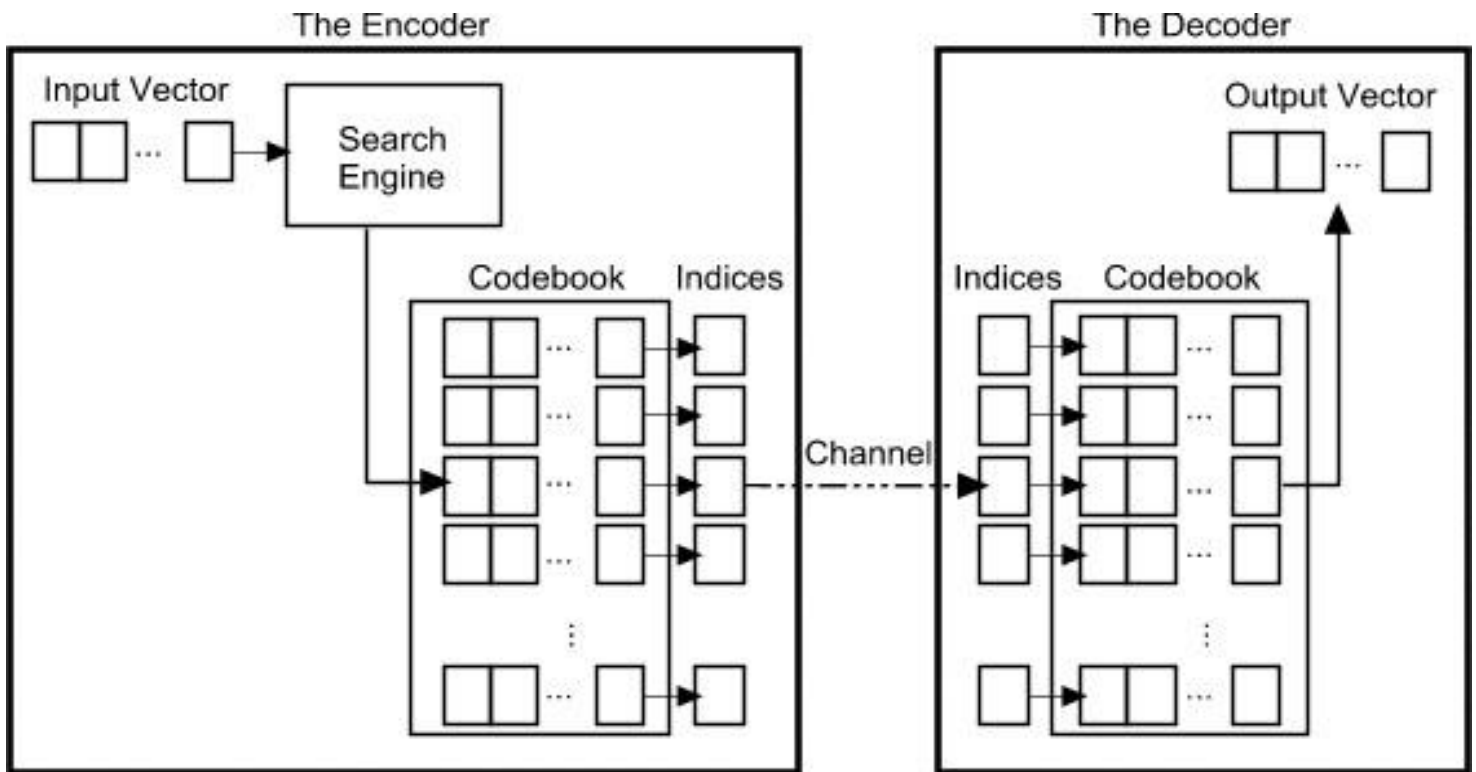 The Encoder
The Decoder
Input Vector
Output Vector
Search
Engine
...
...
Codebook
Indices
Indices
Codebook
...
...
...
...
Channel
...
...
...
...
...
...
...
...